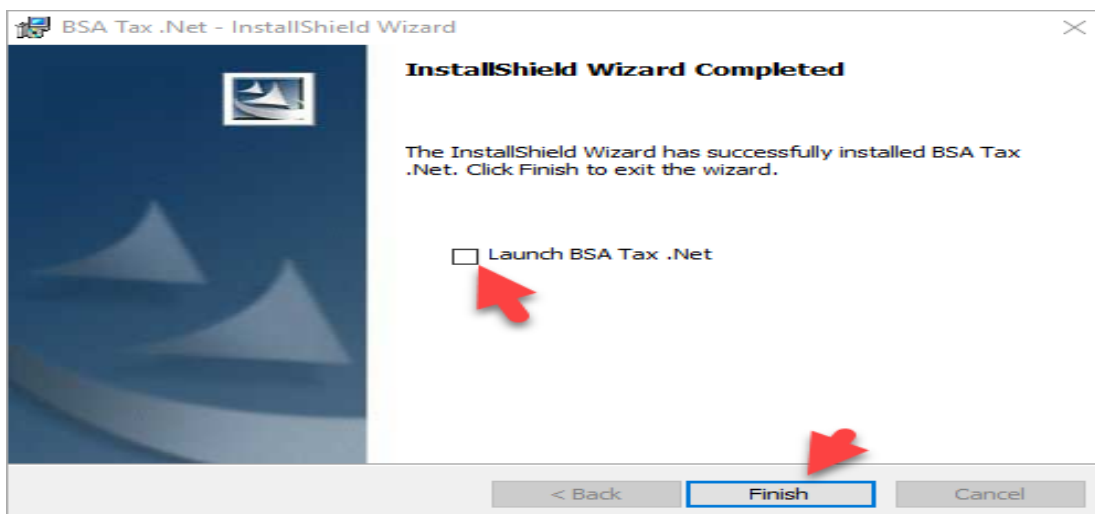 BSA Tax .Net - InstallShield Wizard
InstallShield Wizard Completed
The InstallShield Wizard has successfully installed BSA Tax
.Net. Click Finish to exit the wizard.
Launch BSA Tax .Net
< Back
Finish
Cancel